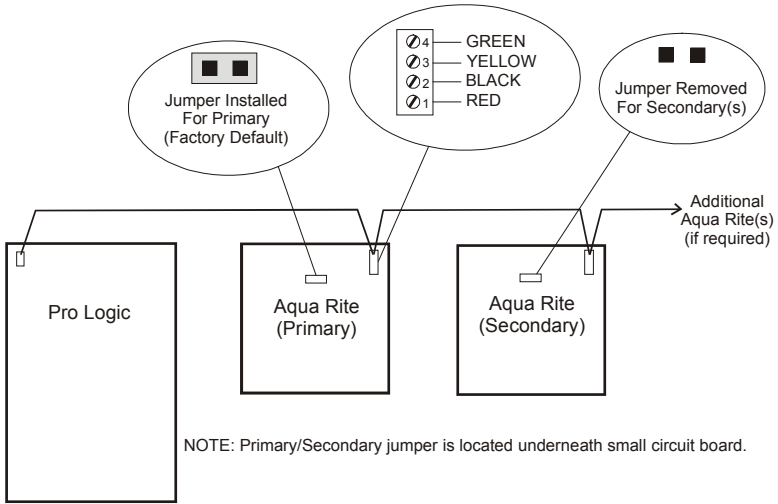 Jumper Installed
For Primary
(Factory Default)
4 GREEN
3 YELLOW
2 BLACK
1 RED
Jumper Removed
For Secondary(s)
Additional
Aqua Rite(s)
(if required)
Pro Logic
Aqua Rite
(Primary)
Aqua Rite
(Secondary)
NOTE: Primary/Secondary jumper is located underneath small circuit board.